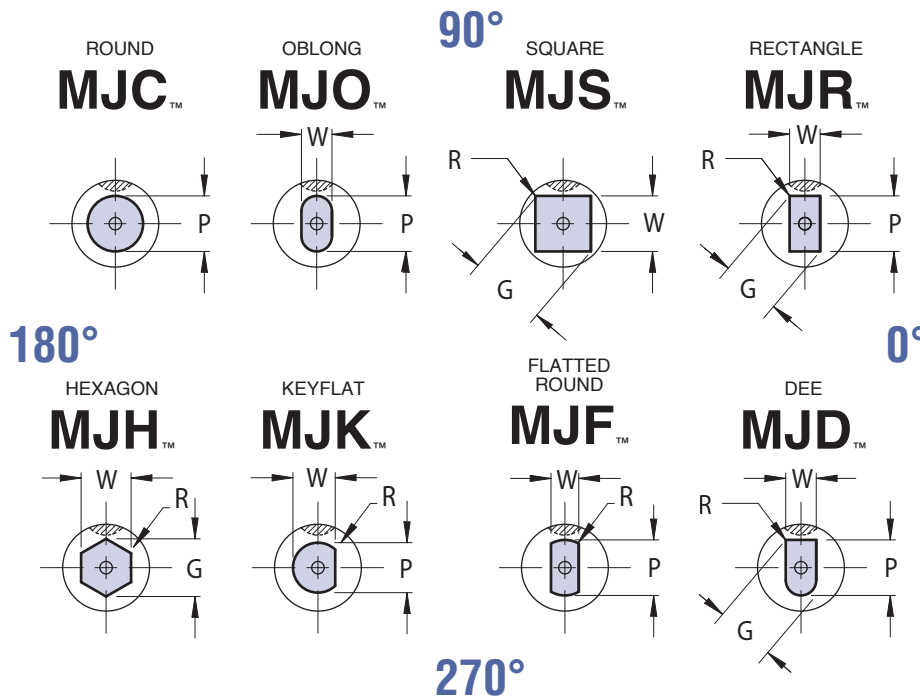 90°
ROUND
MJC™
OBLONG
MJO™
SQUARE
MJS™
RECTANGLE
MJR™
W
P
W
P
R
W
G
R
W
P
G
180°
0°
HEXAGON
MJH™
KEYFLAT
MJK™
FLATTED
ROUND
MJF™
DEE
MJD™
W
R
G
W
R
P
W
R
P
R
W
P
G
270°